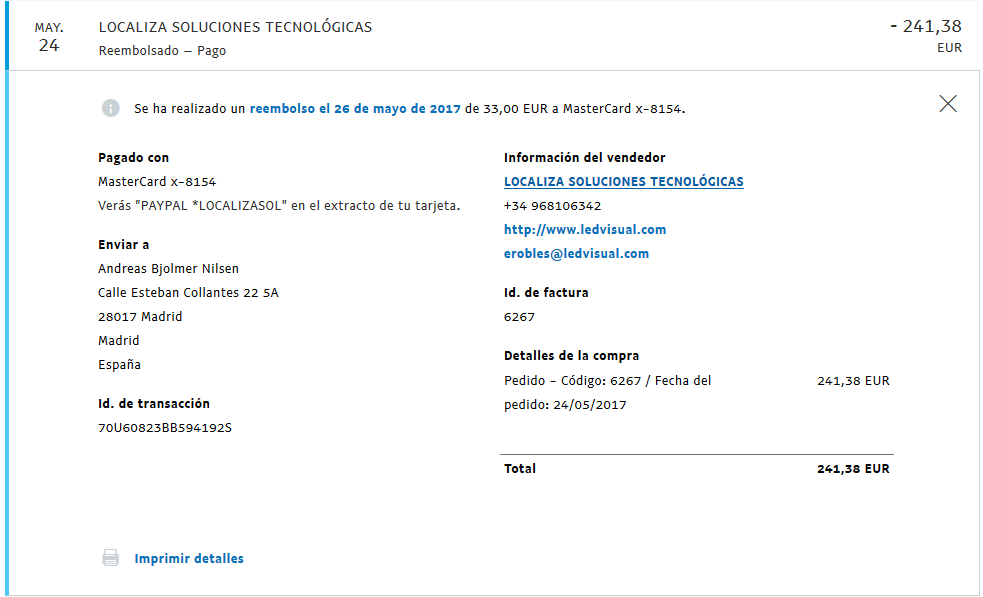 MAY.
24
LOCALIZA SOLUCIONES TECNOLÓGICAS
Reembolsado – Pago
- 241,38
EUR
Se ha realizado un reembolso el 26 de mayo de 2017 de 33,00 EUR a MasterCard x-8154.
Pagado con
MasterCard x-8154
Verás "PAYPAL *LOCALIZASOL" en el extracto de tu tarjeta.
Enviar a
Andreas Bjolmer Nilsen
Calle Esteban Collantes 22 5A
28017 Madrid
Madrid
España
Id. de transacción
70U60823BB594192S
Información del vendedor
LOCALIZA SOLUCIONES TECNOLÓGICAS
+34 968106342
http://www.ledvisual.com
erobles@ledvisual.com
Id. de factura
6267
Detalles de la compra
Pedido - Código: 6267 / Fecha del 241,38 EUR
pedido: 24/05/2017
Total 241,38 EUR
Imprimir detalles